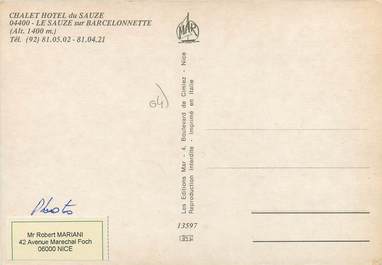 CHALET HOTEL du SAUZE
04400 - LE SAUZE sur BARCELONNETTE
(Alt. 1400 m.)
Tél. (92) 81.05.02 - 81.04.21
MAR
04)
Les Editions Mar - 4, Boulevard de Cimiez - Nice
Reproduction Interdite - Imprimé en Italie
Photo
Mr Robert MARIANI
42 Avenue Marechal Foch
06000 NICE
13597